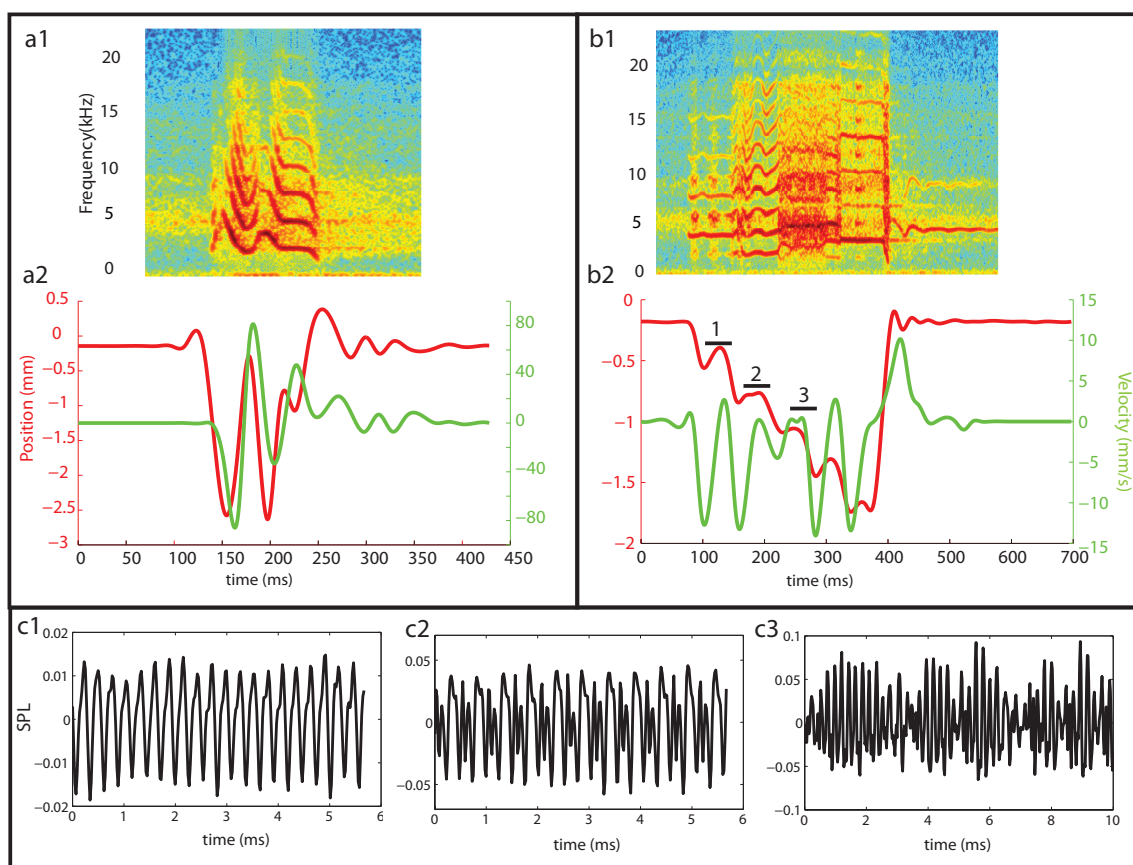 a1
Frequency(kHz)
20
15
10
5
0
a2
Position (mm)
0.5
0
−0.5
−1
−1.5
−2
−2.5
−3
80
40
0
−40
−80
0 50 100 150 200 250 300 350 400 450
time (ms)
b1
20
15
10
5
0
b2
0
−0.5
−1
−1.5
−2
1
2
3
15
10
5
0
−5
−10
−15
Velocity (mm/s)
0 100 200 300 400 500 600 700
time (ms)
c1
SPL
0.02
0.01
0
−0.01
−0.02
0 1 2 3 4 5 6
time (ms)
c2
0.05
0
−0.05
0 1 2 3 4 5 6
time (ms)
c3
0.1
0.05
0
−0.05
−0.1
0 2 4 6 8 10
time (ms)